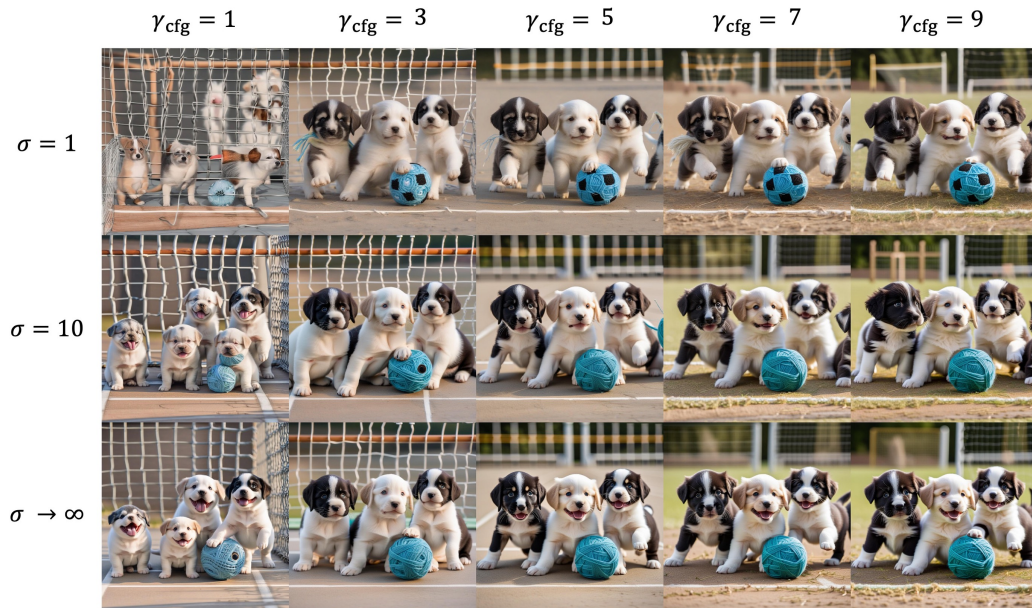 γcfg = 1 γcfg = 3 γcfg = 5 γcfg = 7 γcfg = 9
σ = 1
σ = 10
σ → ∞